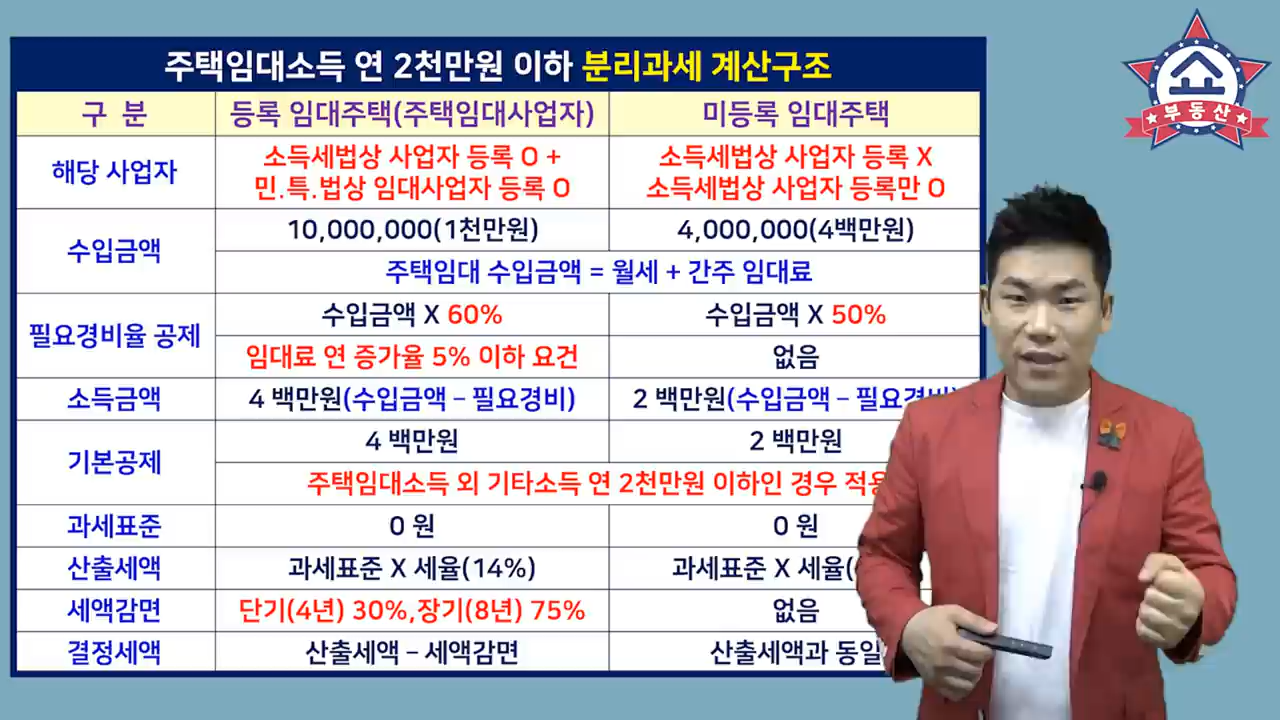 주택임대소득 연 2천만원 이하 분리과세 계산구조
부동산
구 분
등록 임대주택(주택임대사업자)
미등록 임대주택
해당 사업자
소득세법상 사업자 등록 O +
민.특.법상 임대사업자 등록 O
소득세법상 사업자 등록 X
소득세법상 사업자 등록만 O
수입금액
10,000,000(1천만원)
4,000,000(4백만원)
주택임대 수입금액 = 월세 + 간주 임대료
필요경비율 공제
수입금액 X 60%
수입금액 X 50%
임대료 연 증가율 5% 이하 요건
없음
소득금액
4 백만원(수입금액 – 필요경비)
2 백만원(수입금액 – 필요경비)
기본공제
4 백만원
2 백만원
주택임대소득 외 기타소득 연 2천만원 이하인 경우 적용
과세표준
0 원
0 원
산출세액
과세표준 X 세율(14%)
과세표준 X 세율(
세액감면
단기(4년) 30%,장기(8년) 75%
없음
결정세액
산출세액 – 세액감면
산출세액과 동일